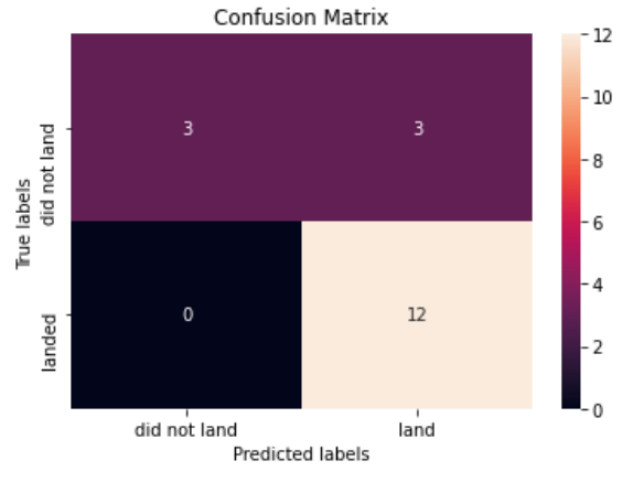 Confusion Matrix
True labels
did not land
landed
3
3
0
12
did not land
land
Predicted labels
12
10
8
6
4
2
0